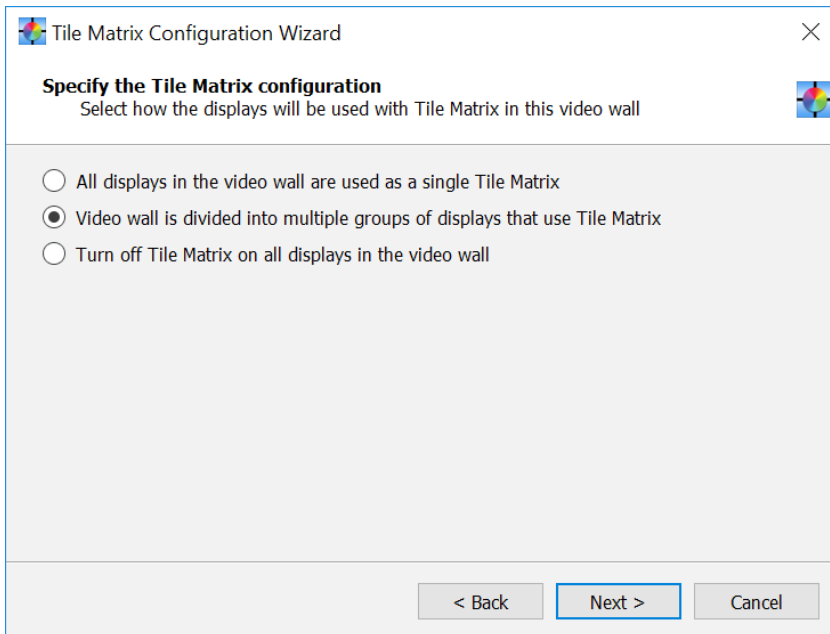 Tile Matrix Configuration Wizard
Specify the Tile Matrix configuration
Select how the displays will be used with Tile Matrix in this video wall
All displays in the video wall are used as a single Tile Matrix
Video wall is divided into multiple groups of displays that use Tile Matrix
Turn off Tile Matrix on all displays in the video wall
< Back Next > Cancel